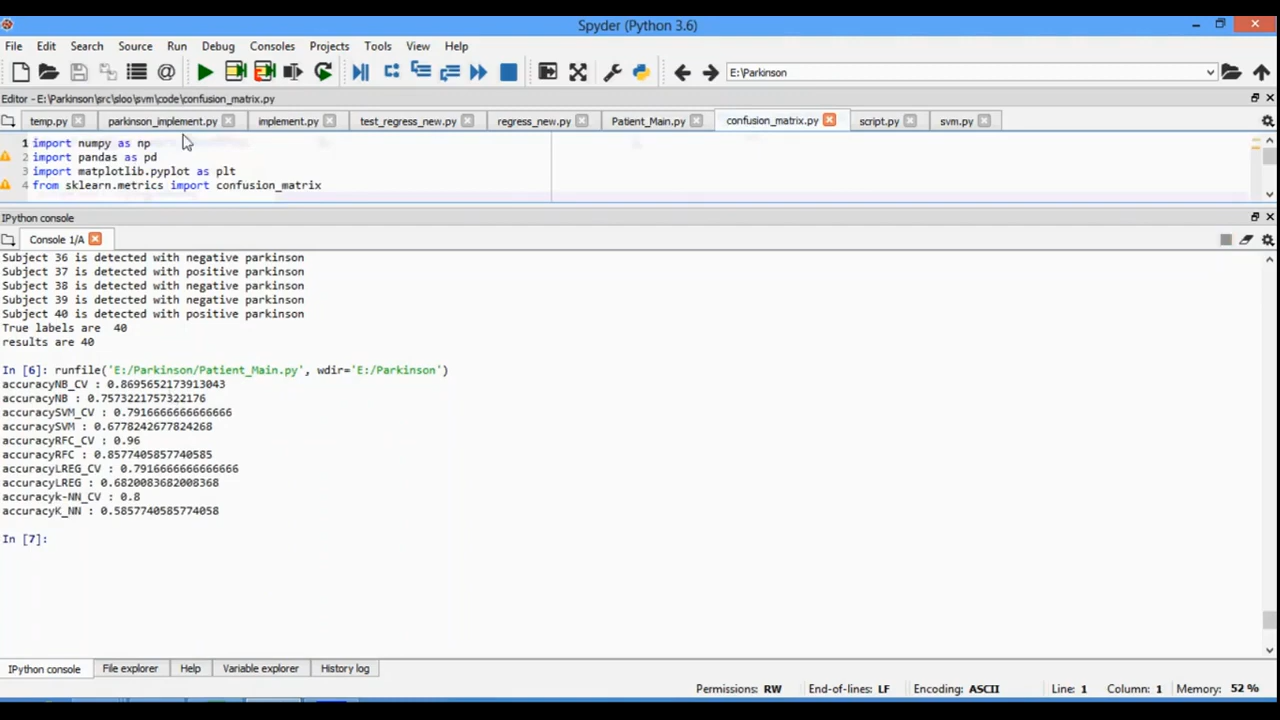 Spyder (Python 3.6)
File Edit Search Source Run Debug Consoles Projects Tools View Help
E:\Parkinson
Editor - E:\Parkinson\src\sloo\svm\code\confusion_matrix.py
temp.py parkinson_implement.py implement.py test_regress_new.py regress_new.py Patient_Main.py confusion_matrix.py script.py svm.py
1 import numpy as np
2 import pandas as pd
3 import matplotlib.pyplot as plt
4 from sklearn.metrics import confusion_matrix
IPython console
Console 1/A
Subject 36 is detected with negative parkinson
Subject 37 is detected with positive parkinson
Subject 38 is detected with negative parkinson
Subject 39 is detected with negative parkinson
Subject 40 is detected with positive parkinson
True labels are  40
results are 40
In [6]: runfile('E:/Parkinson/Patient_Main.py', wdir='E:/Parkinson')
accuracyNB_CV : 0.8695652173913043
accuracyNB : 0.7573221757322176
accuracySVM_CV : 0.7916666666666666
accuracySVM : 0.6778242677824268
accuracyRFC_CV : 0.96
accuracyRFC : 0.8577405857740585
accuracyLREG_CV : 0.7916666666666666
accuracyLREG : 0.6820083682008368
accuracyk-NN_CV : 0.8
accuracyK_NN : 0.5857740585774058
In [7]:
IPython console File explorer Help Variable explorer History log
Permissions: RW End-of-lines: LF Encoding: ASCII Line: 1 Column: 1 Memory: 52 %